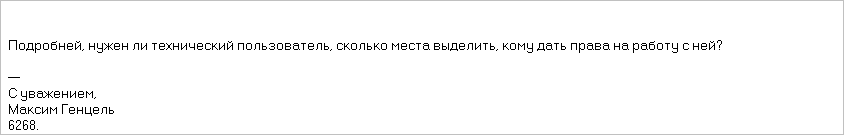 Подробней, нужен ли технический пользователь, сколько места выделить, кому дать права на работу с ней?
—
С уважением,
Максим Генцель
6268.